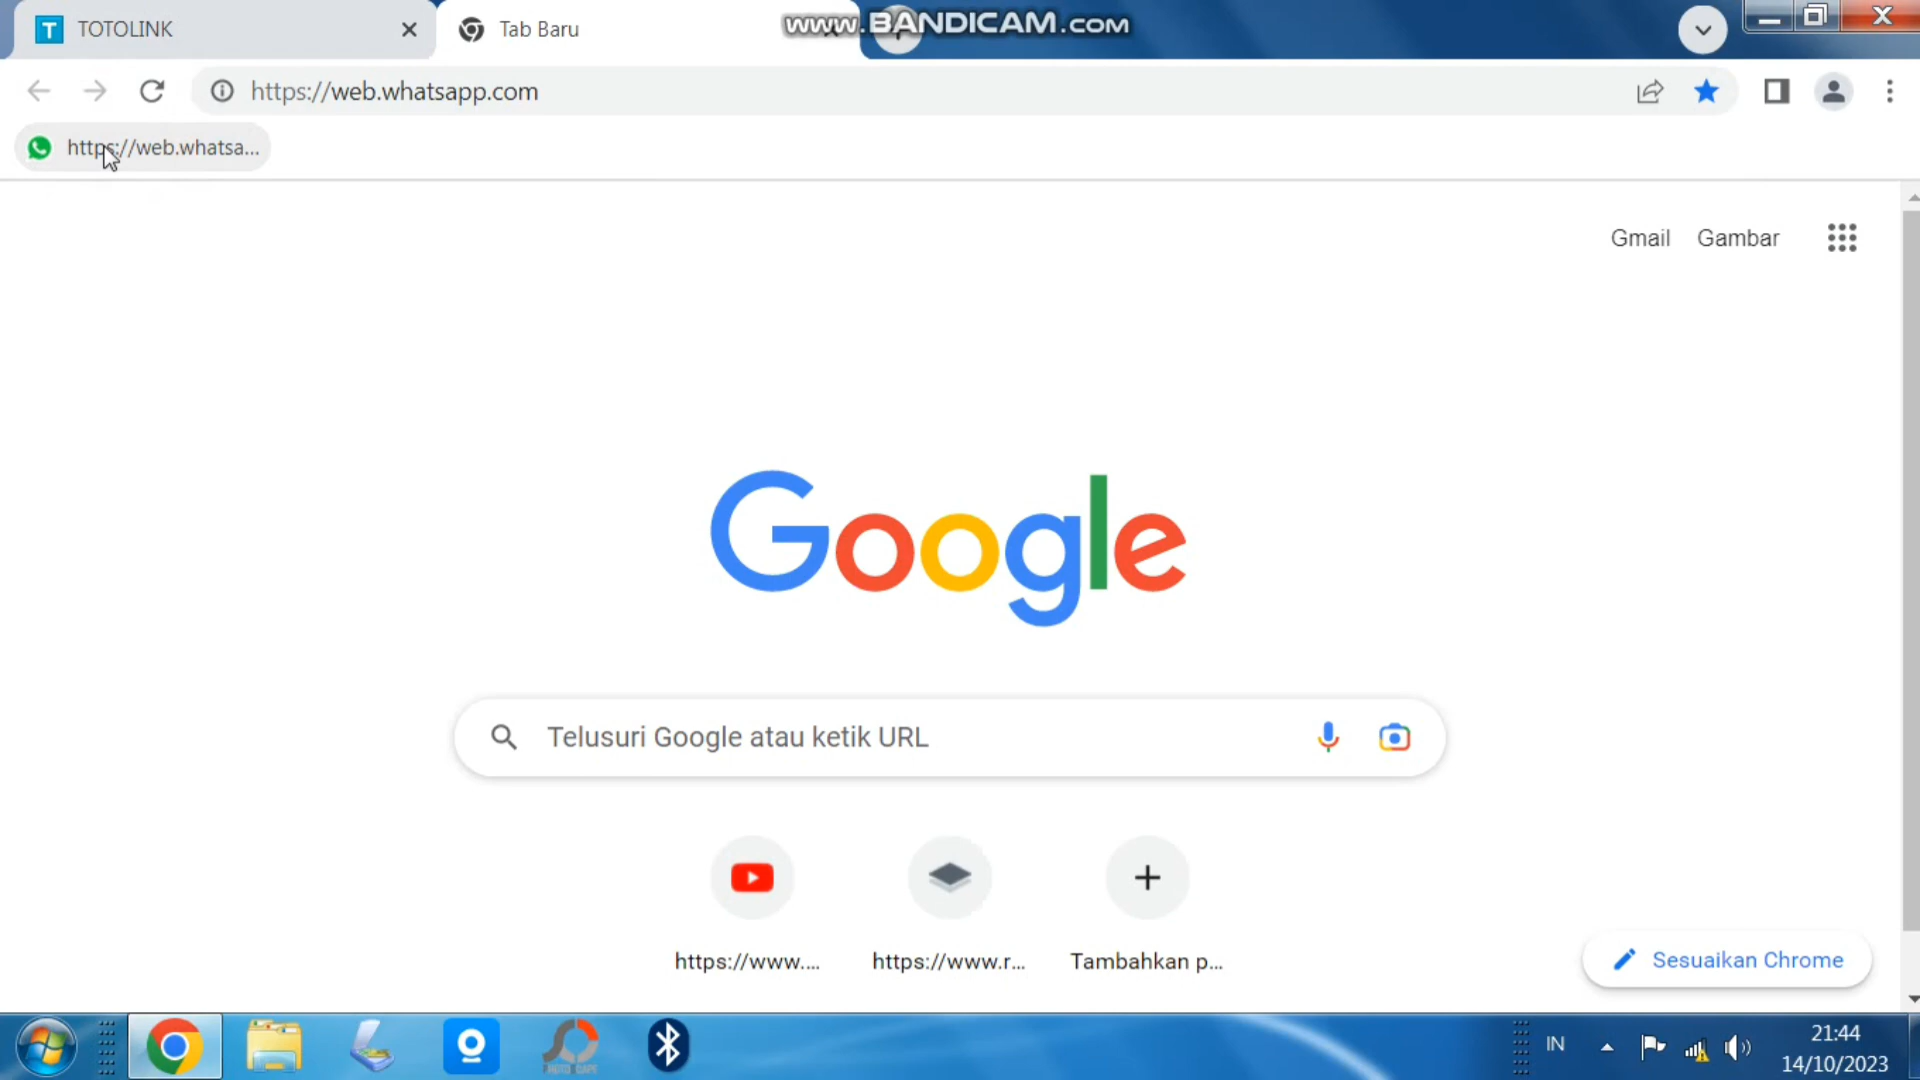 TOTOLINK
Tab Baru
www.BANDICAM.com
https://web.whatsapp.com
https://web.whatsa...
Gmail
Gambar
Google
Telusuri Google atau ketik URL
https://www....
https://www.r...
Tambahkan p...
Sesuaikan Chrome
IN
21:44
14/10/2023